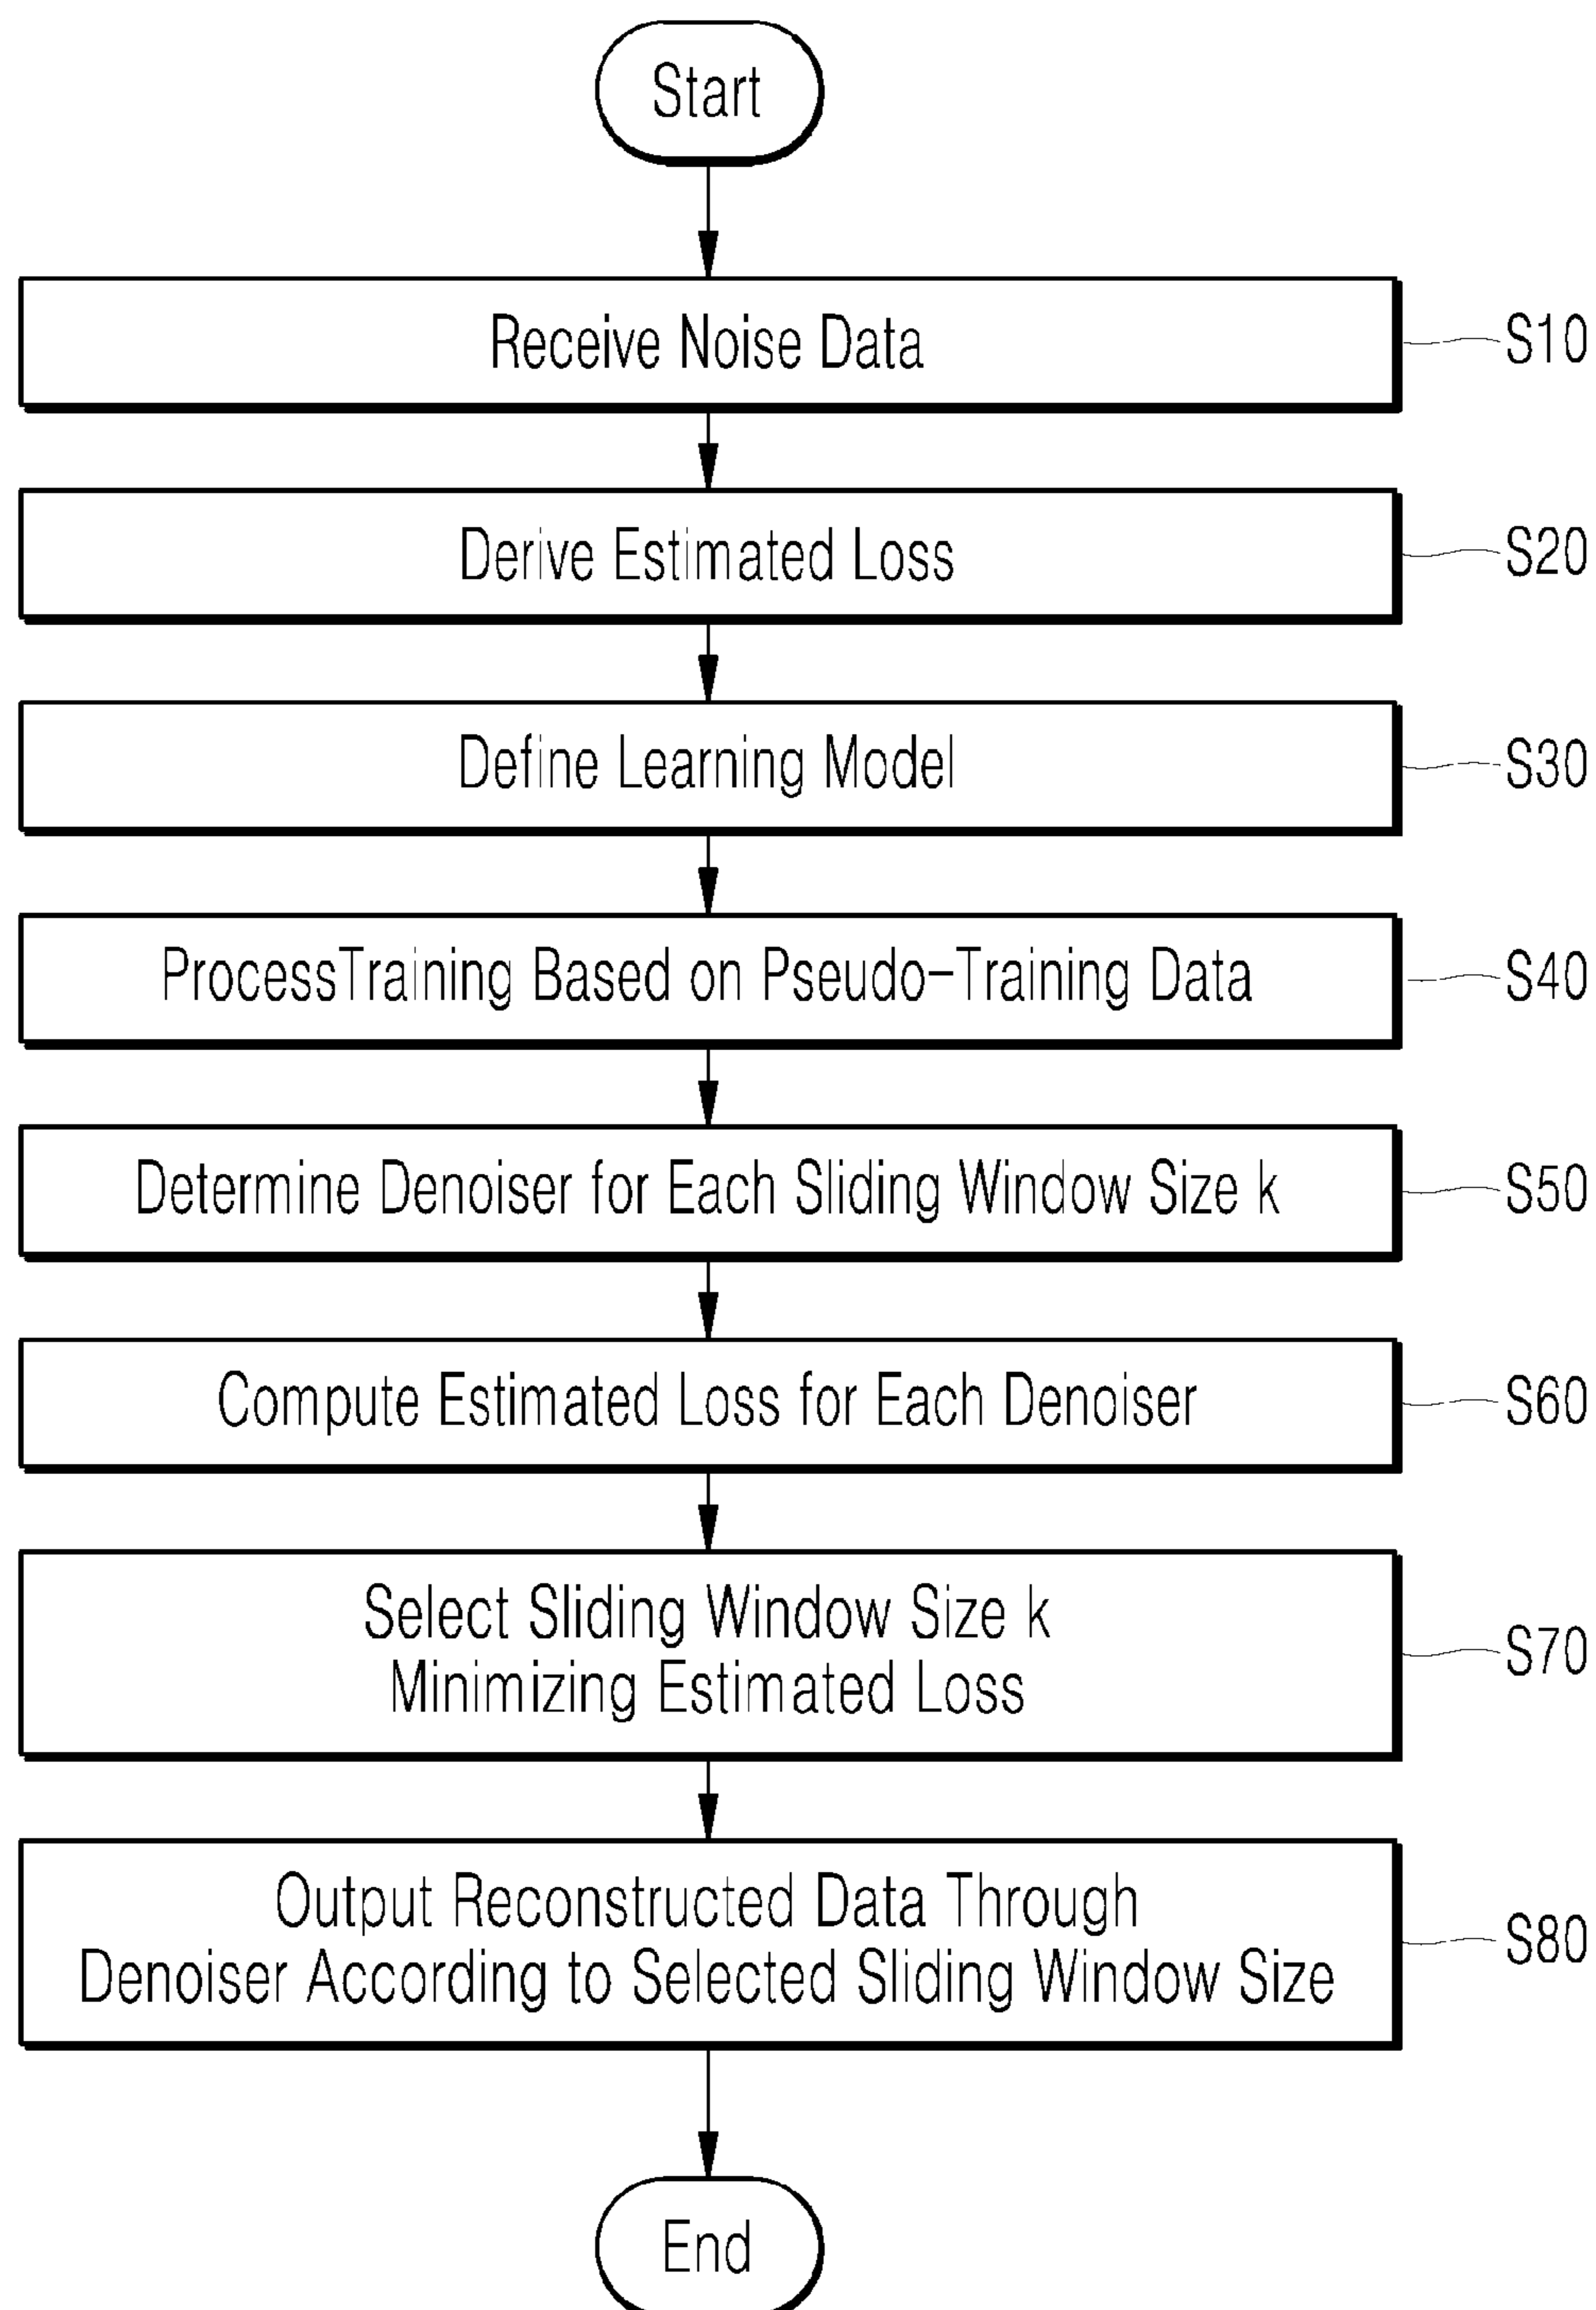 Start
Receive Noise Data
S10
Derive Estimated Loss
S20
Define Learning Model
S30
ProcessTraining Based on Pseudo-Training Data
S40
Determine Denoiser for Each Sliding Window Size k
S50
Compute Estimated Loss for Each Denoiser
S60
Select Sliding Window Size k
Minimizing Estimated Loss
S70
Output Reconstructed Data Through
Denoiser According to Selected Sliding Window Size
S80
End